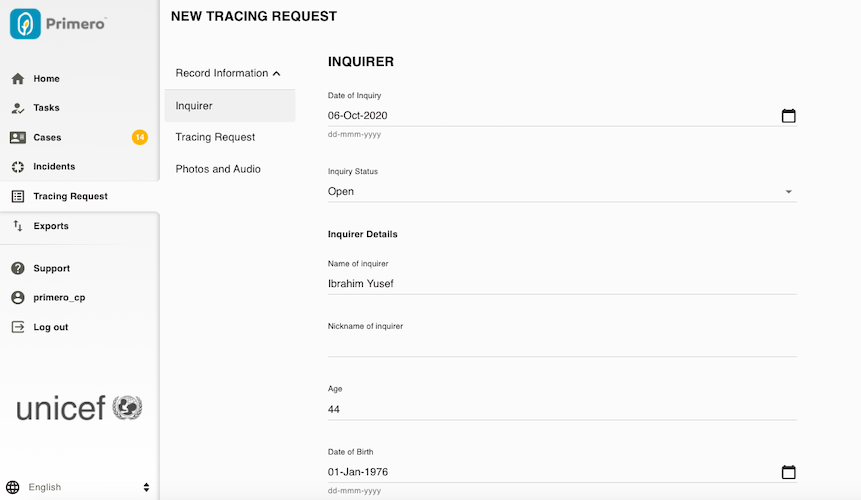 Primero
Home
Tasks
Cases
14
Incidents
Tracing Request
Exports
Support
primero_cp
Log out
unicef
English
NEW TRACING REQUEST
Record Information
Inquirer
Tracing Request
Photos and Audio
INQUIRER
Date of Inquiry
06-Oct-2020
dd-mmm-yyyy
Inquiry Status
Open
Inquirer Details
Name of inquirer
Ibrahim Yusef
Nickname of inquirer
Age
44
Date of Birth
01-Jan-1976
dd-mmm-yyyy